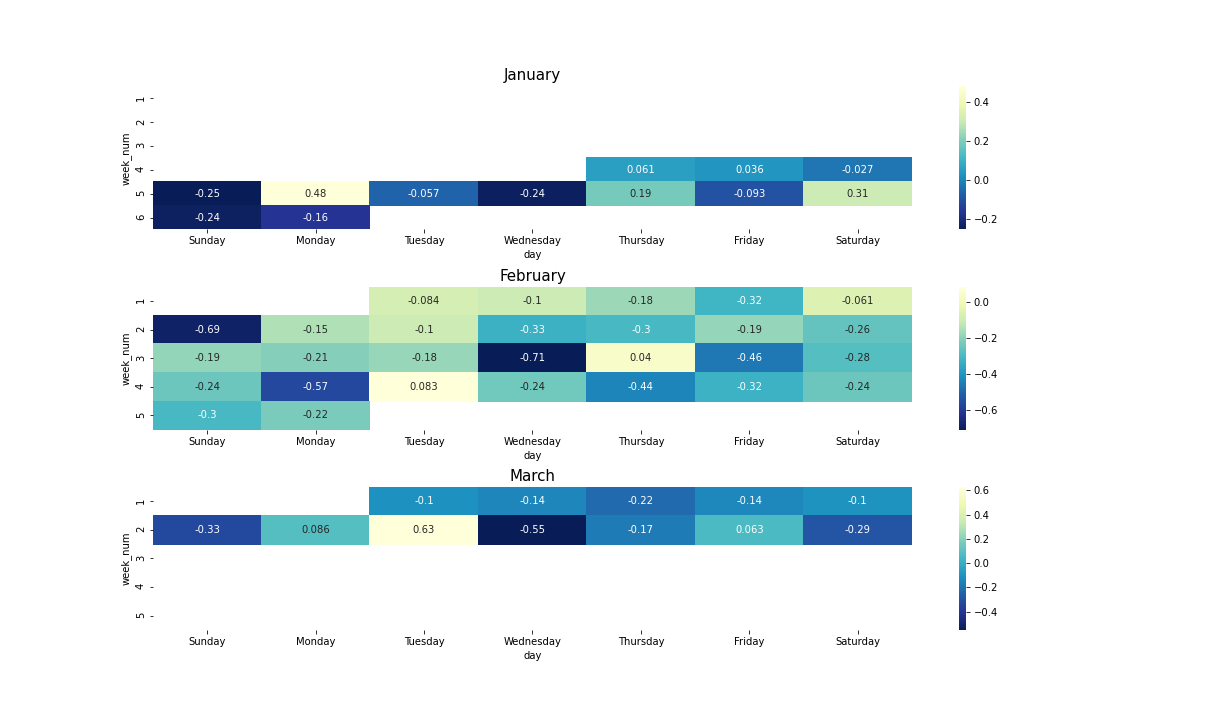 January
week_num
1
2
3
4 0.061 0.036 -0.027
5 -0.25 0.48 -0.057 -0.24 0.19 -0.093 0.31
6 -0.24 -0.16
Sunday Monday Tuesday Wednesday Thursday Friday Saturday
day
0.4
0.2
0.0
−0.2
February
week_num
1 -0.084 -0.1 -0.18 -0.32 -0.061
2 -0.69 -0.15 -0.1 -0.33 -0.3 -0.19 -0.26
3 -0.19 -0.21 -0.18 -0.71 0.04 -0.46 -0.28
4 -0.24 -0.57 0.083 -0.24 -0.44 -0.32 -0.24
5 -0.3 -0.22
Sunday Monday Tuesday Wednesday Thursday Friday Saturday
day
0.0
−0.2
−0.4
−0.6
March
week_num
1 -0.1 -0.14 -0.22 -0.14 -0.1
2 -0.33 0.086 0.63 -0.55 -0.17 0.063 -0.29
3
4
5
Sunday Monday Tuesday Wednesday Thursday Friday Saturday
day
0.6
0.4
0.2
0.0
−0.2
−0.4